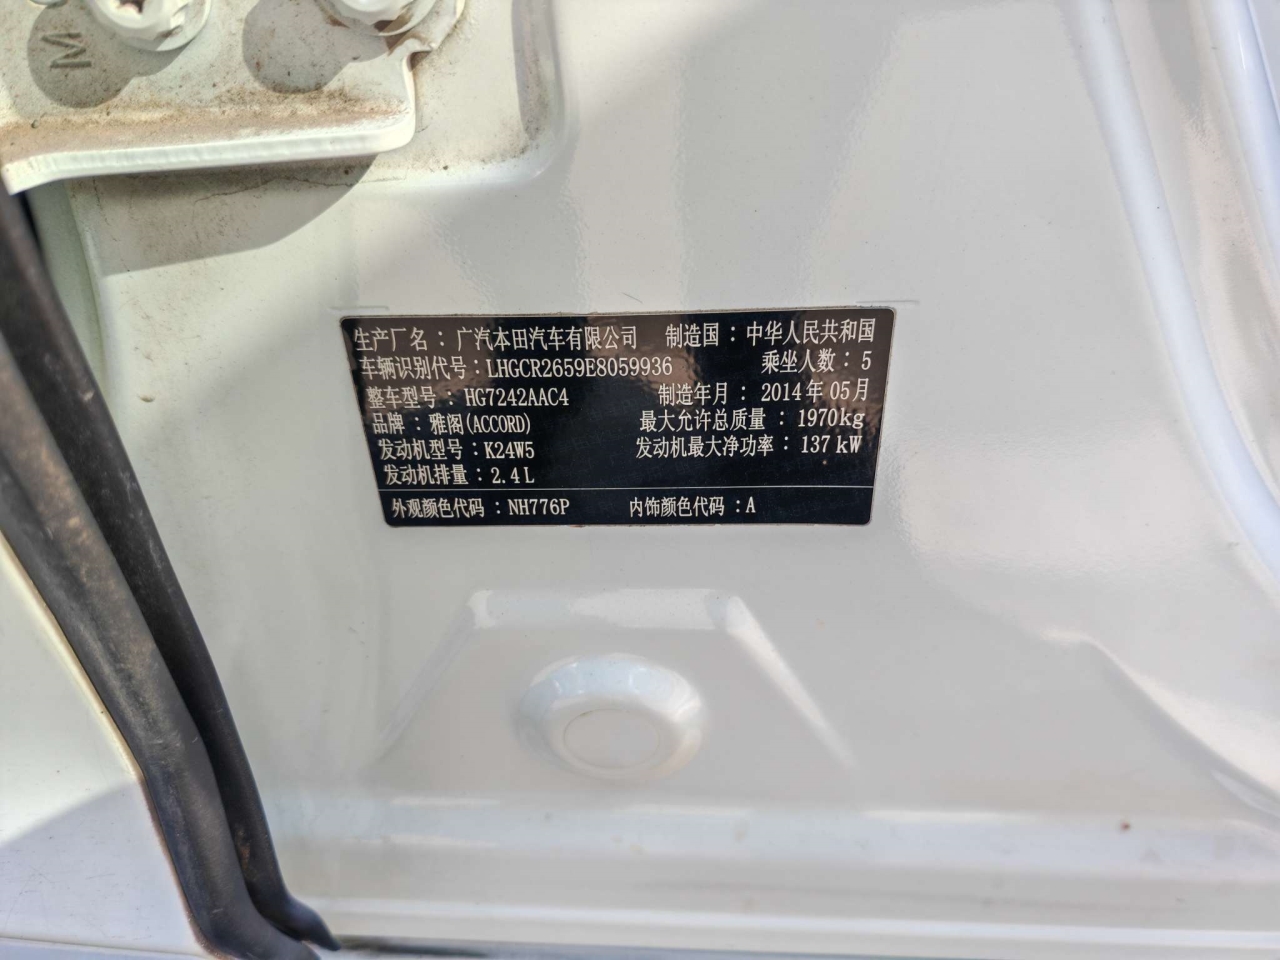 M
生产厂名：广汽本田汽车有限公司 制造国：中华人民共和国
车辆识别代号：LHGCR2659E8059936 乘坐人数：5
整车型号：HG7242AAC4 制造年月：2014年05月
品牌：雅阁(ACCORD) 最大允许总质量：1970kg
发动机型号：K24W5 发动机最大净功率：137kW
发动机排量：2.4L
外观颜色代码：NH776P 内饰颜色代码：A